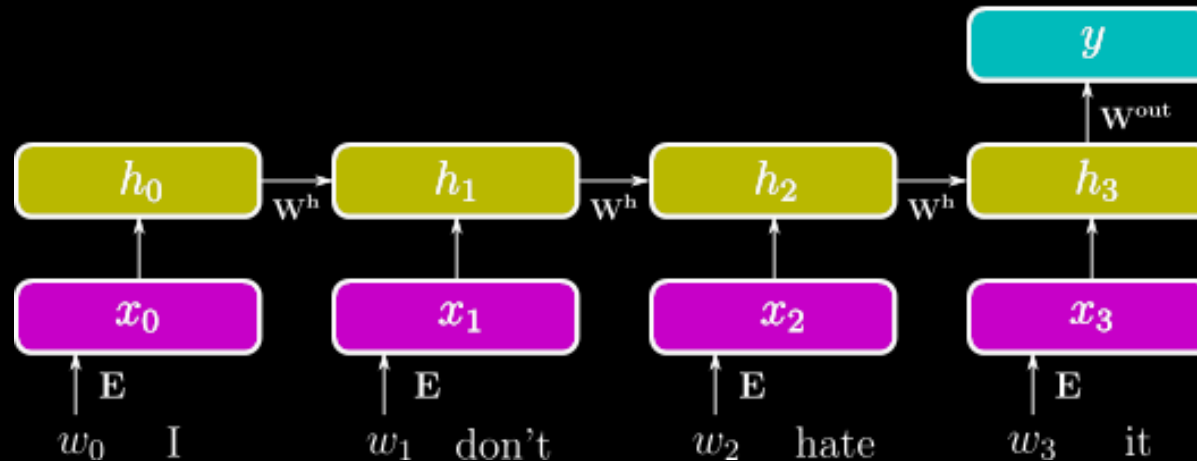 y
W^out
h_0 W^h h_1 W^h h_2 W^h h_3
x_0 x_1 x_2 x_3
E E E E
w_0 I w_1 don't w_2 hate w_3 it